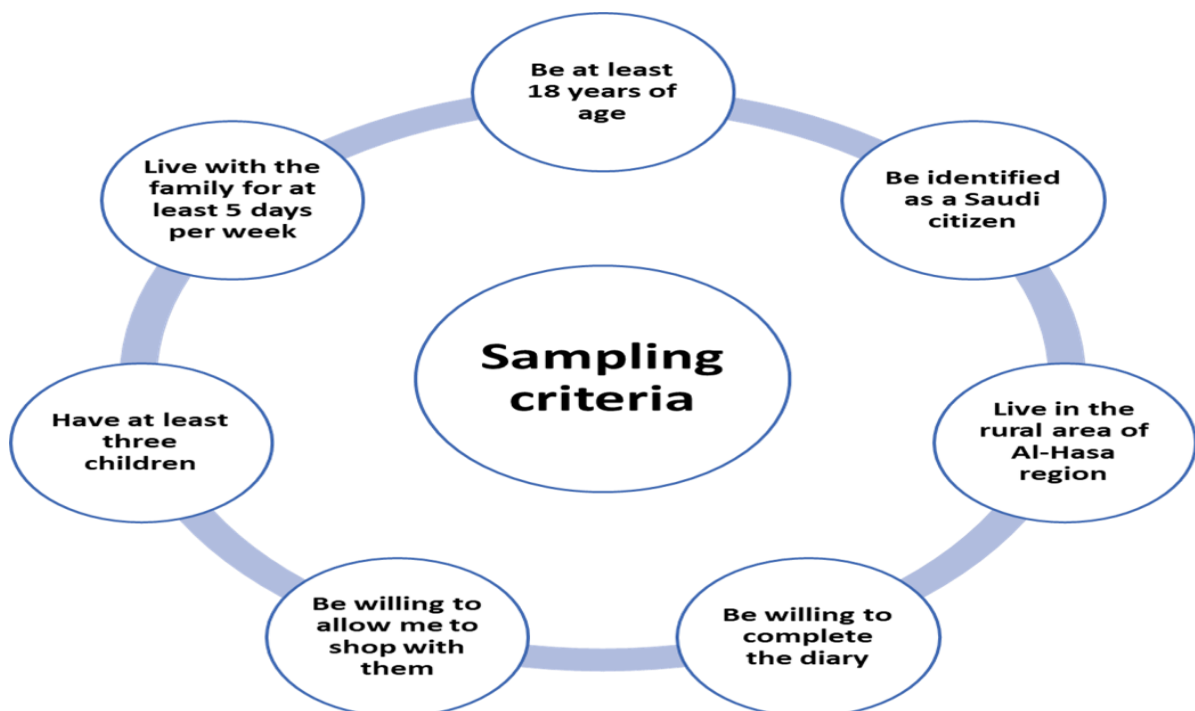 Be at least
18 years of
age
Be identified
as a Saudi
citizen
Live in the
rural area of
Al-Hasa
region
Be willing to
complete
the diary
Be willing to
allow me to
shop with
them
Have at least
three
children
Live with the
family for at
least 5 days
per week
Sampling
criteria